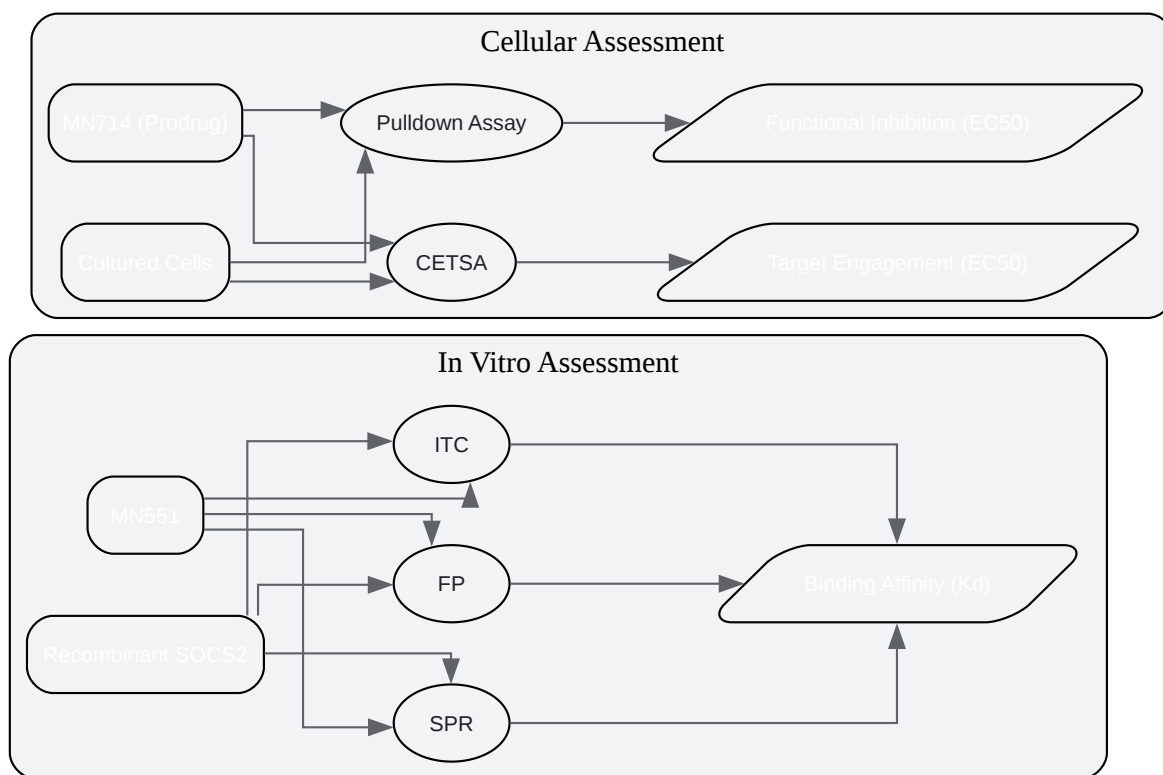 Cellular Assessment
MN714 (Prodrug)
Pulldown Assay
Functional Inhibition (EC50)
Cultured Cells
CETSA
Target Engagement (EC50)
In Vitro Assessment
ITC
MN551
FP
Binding Affinity (Kd)
Recombinant SOCS2
SPR